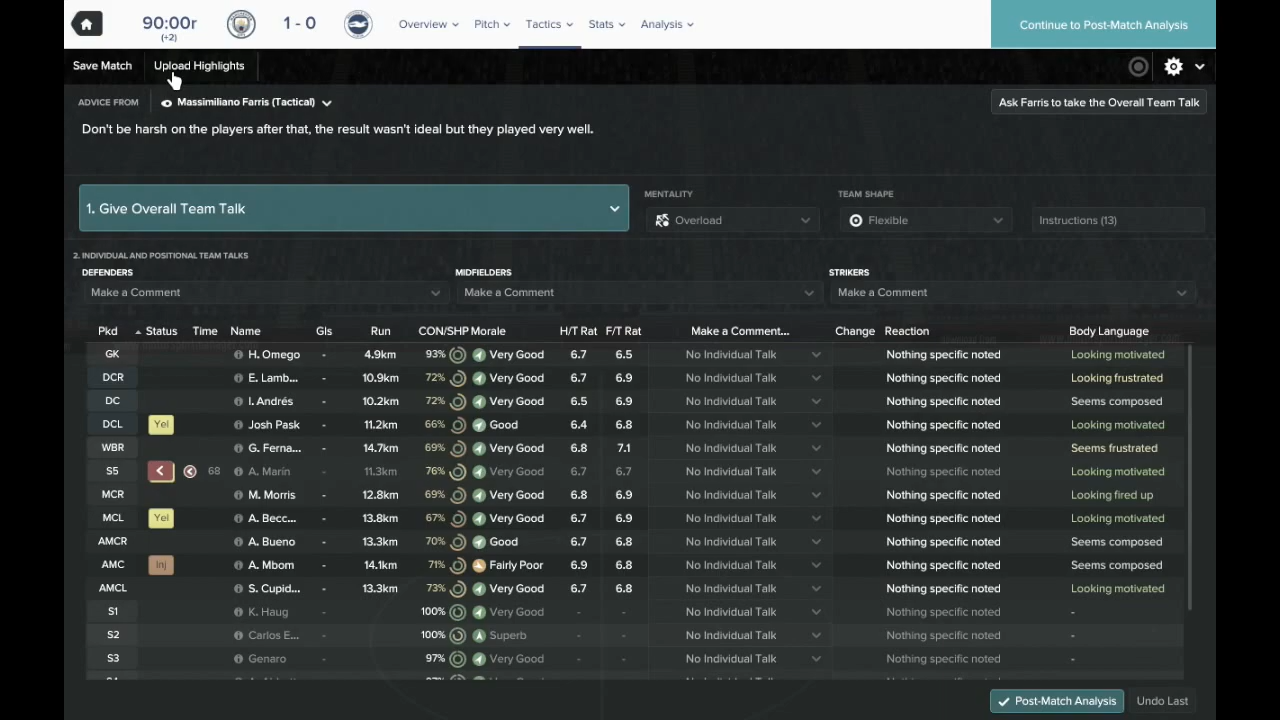 90:00r
(+2)
1 - 0
Overview Pitch Tactics Stats Analysis
Continue to Post-Match Analysis
Save Match Upload Highlights
ADVICE FROM Massimiliano Farris (Tactical)
Ask Farris to take the Overall Team Talk
Don't be harsh on the players after that, the result wasn't ideal but they played very well.
MENTALITY TEAM SHAPE
1. Give Overall Team Talk
Overload Flexible Instructions (13)
2. INDIVIDUAL AND POSITIONAL TEAM TALKS
DEFENDERS MIDFIELDERS STRIKERS
Make a Comment Make a Comment Make a Comment
Pkd Status Time Name Gls Run CON/SHP Morale H/T Rat F/T Rat Make a Comment... Change Reaction Body Language
GK H. Omego - 4.9km 93% Very Good 6.7 6.5 No Individual Talk Nothing specific noted Looking motivated
DCR E. Lamb... - 10.9km 72% Very Good 6.7 6.9 No Individual Talk Nothing specific noted Looking frustrated
DC I. Andrés - 10.2km 72% Very Good 6.5 6.9 No Individual Talk Nothing specific noted Seems composed
DCL Yel Josh Pask - 11.2km 66% Good 6.4 6.8 No Individual Talk Nothing specific noted Looking motivated
WBR G. Ferna... - 14.7km 69% Very Good 6.8 7.1 No Individual Talk Nothing specific noted Seems frustrated
S5 68 A. Marín - 11.3km 76% Very Good 6.7 6.7 No Individual Talk Nothing specific noted Looking motivated
MCR M. Morris - 12.8km 69% Very Good 6.8 6.9 No Individual Talk Nothing specific noted Looking fired up
MCL Yel A. Becc... - 13.8km 67% Very Good 6.7 6.9 No Individual Talk Nothing specific noted Looking motivated
AMCR A. Bueno - 13.3km 70% Good 6.7 6.8 No Individual Talk Nothing specific noted Seems composed
AMC Inj A. Mbom - 14.1km 71% Fairly Poor 6.9 6.8 No Individual Talk Nothing specific noted Seems composed
AMCL S. Cupid... - 13.3km 73% Very Good 6.7 6.8 No Individual Talk Nothing specific noted Looking motivated
S1 K. Haug - 100% Very Good - - No Individual Talk Nothing specific noted -
S2 Carlos E... - 100% Superb - - No Individual Talk Nothing specific noted -
S3 Genaro - 97% Very Good - - No Individual Talk Nothing specific noted -
Post-Match Analysis Undo Last